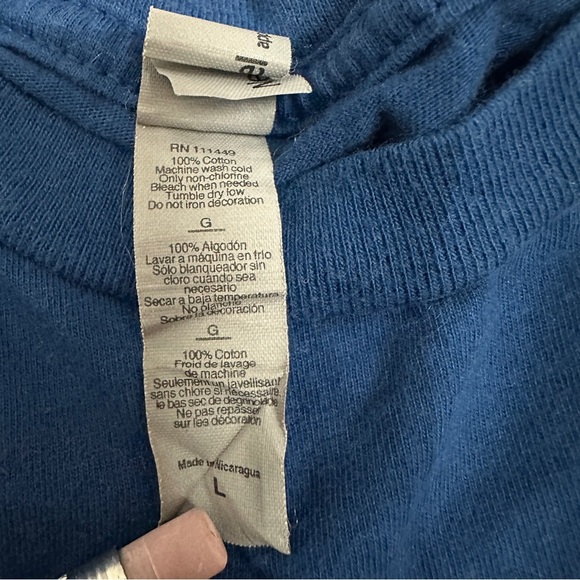 RN 111449
100% Cotton
Machine wash cold
Only non-chlorine
Bleach when needed
Tumble dry low
Do not iron decoration
G
100% Algodón
Lavar a máquina en frio
Sólo blanqueador sin
cloro cuando sea
necesario
Secar a baja temperatura
No planche
Sobre la decoración
G
100% Coton
Froid de lavage
de machine
Seulement un javellisant
sans chlore si nécessaire
le bas sec de
Ne pas repasser
sur les décoration
Made in Nicaragua
L